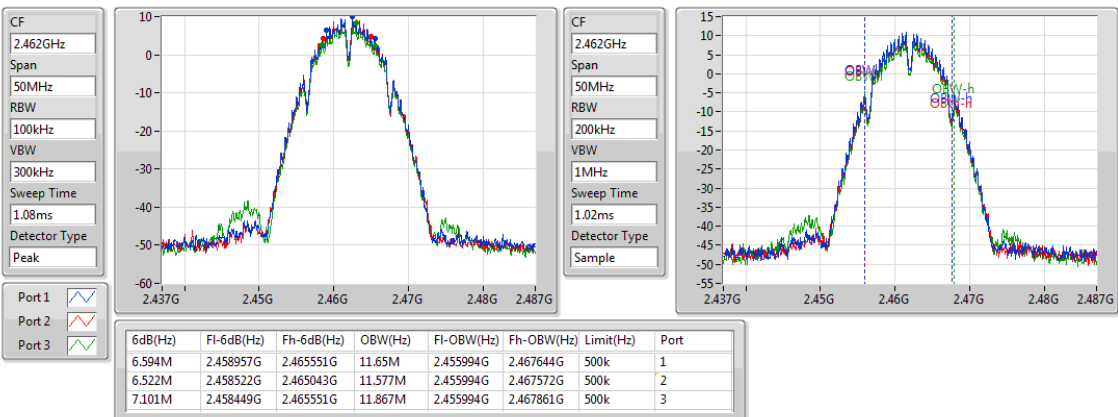 CF
2.462GHz
Span
50MHz
RBW
100kHz
VBW
300kHz
Sweep Time
1.08ms
Detector Type
Peak
10
0
-10
-20
-30
-40
-50
-60
2.437G 2.45G 2.46G 2.47G 2.48G 2.487G
CF
2.462GHz
Span
50MHz
RBW
200kHz
VBW
1MHz
Sweep Time
1.02ms
Detector Type
Sample
15
10
5
0
-5
-10
-15
-20
-25
-30
-35
-40
-45
-50
-55
OBW-h
OBW-h
2.437G 2.45G 2.46G 2.47G 2.48G 2.487G
Port 1
Port 2
Port 3
6dB(Hz) Fl-6dB(Hz) Fh-6dB(Hz) OBW(Hz) Fl-OBW(Hz) Fh-OBW(Hz) Limit(Hz) Port
6.594M 2.458957G 2.465551G 11.65M 2.455994G 2.467644G 500k 1
6.522M 2.458522G 2.465043G 11.577M 2.455994G 2.467572G 500k 2
7.101M 2.458449G 2.465551G 11.867M 2.455994G 2.467861G 500k 3